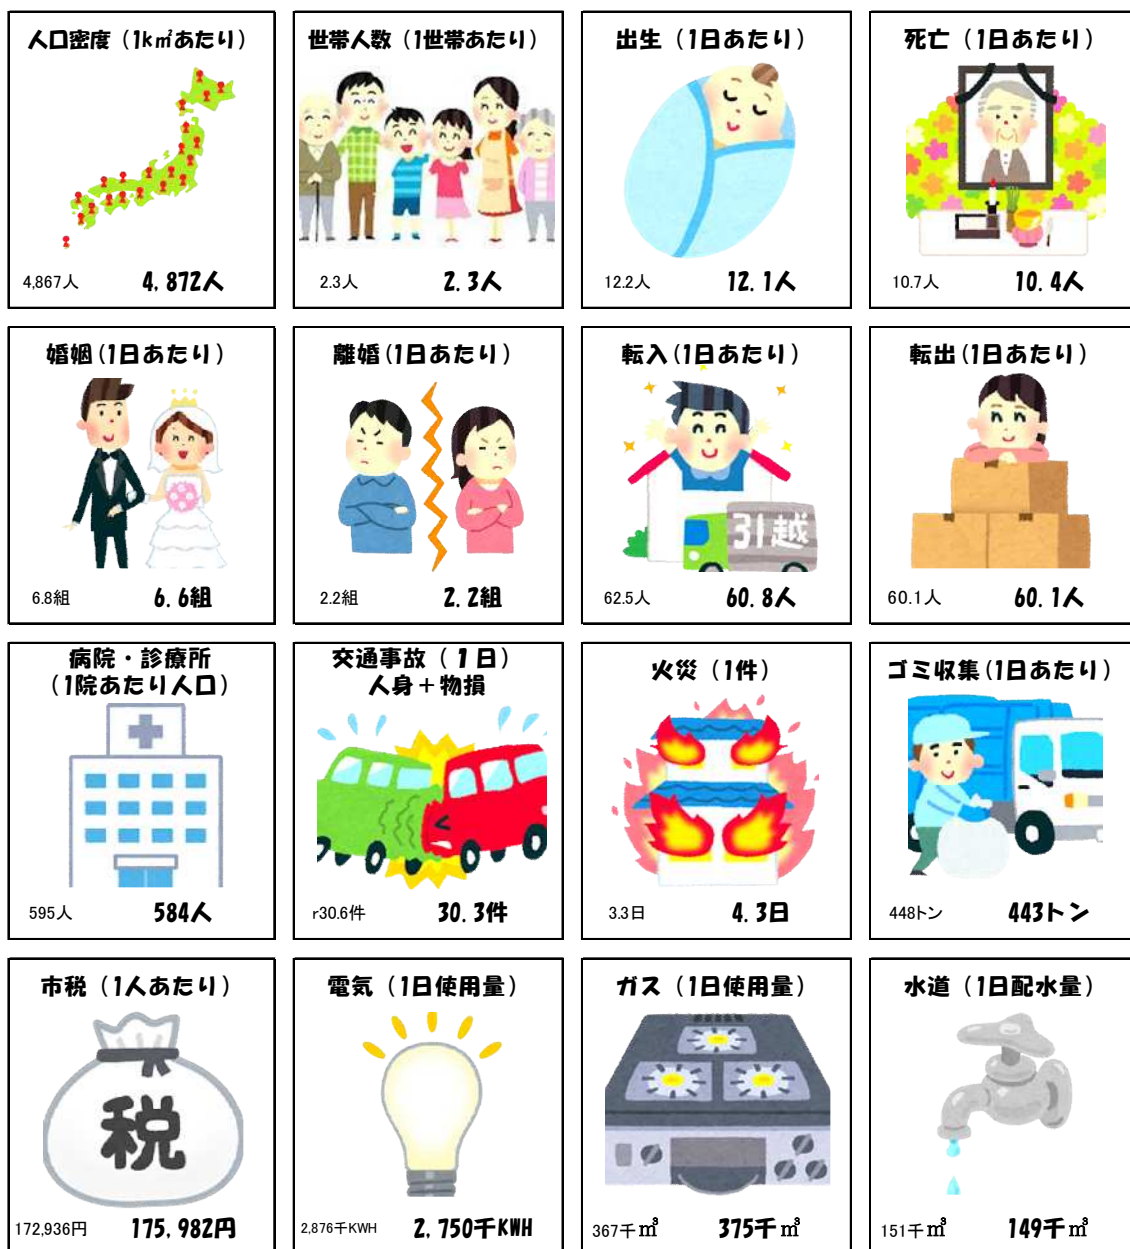 人口密度（1k㎡あたり）
4,867人 4,872人
世帯人数（1世帯あたり）
2.3人 2.3人
出生（1日あたり）
12.2人 12.1人
死亡（1日あたり）
10.7人 10.4人
婚姻(1日あたり)
6.8組 6.6組
離婚(1日あたり)
2.2組 2.2組
転入(1日あたり)
31越
62.5人 60.8人
転出(1日あたり)
60.1人 60.1人
病院・診療所
（1院あたり人口）
595人 584人
交通事故（1日）
人身＋物損
r30.6件 30.3件
火災（1件）
3.3日 4.3日
ゴミ収集(1日あたり)
448トン 443トン
市税（1人あたり）
税
172,936円 175,982円
電気（1日使用量）
2,876千KWH 2,750千KWH
ガス（1日使用量）
367千㎥ 375千㎥
水道（1日配水量）
151千㎥ 149千㎥